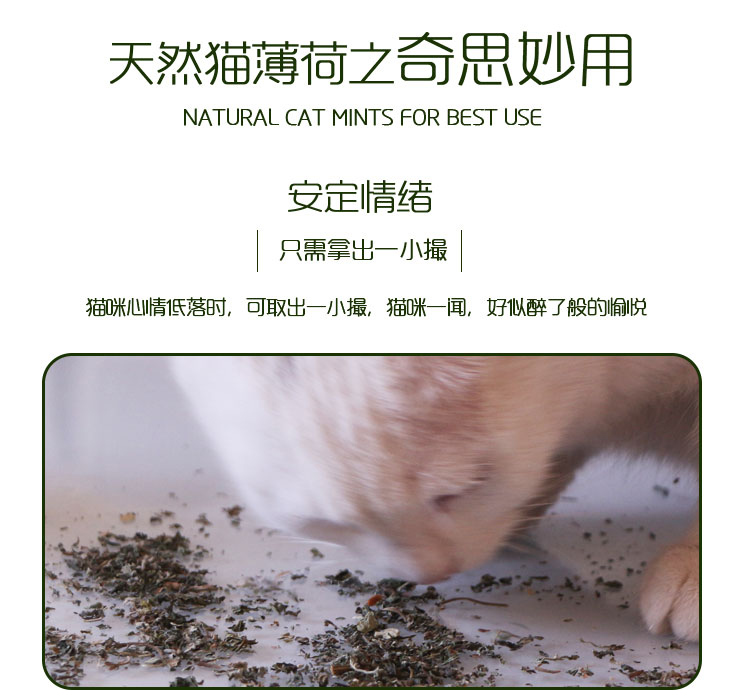 天然猫薄荷之奇思妙用
NATURAL CAT MINTS FOR BEST USE
安定情绪
只需拿出一小撮
猫咪心情低落时，可取出一小撮，猫咪一闻，好似醉了般的愉悦